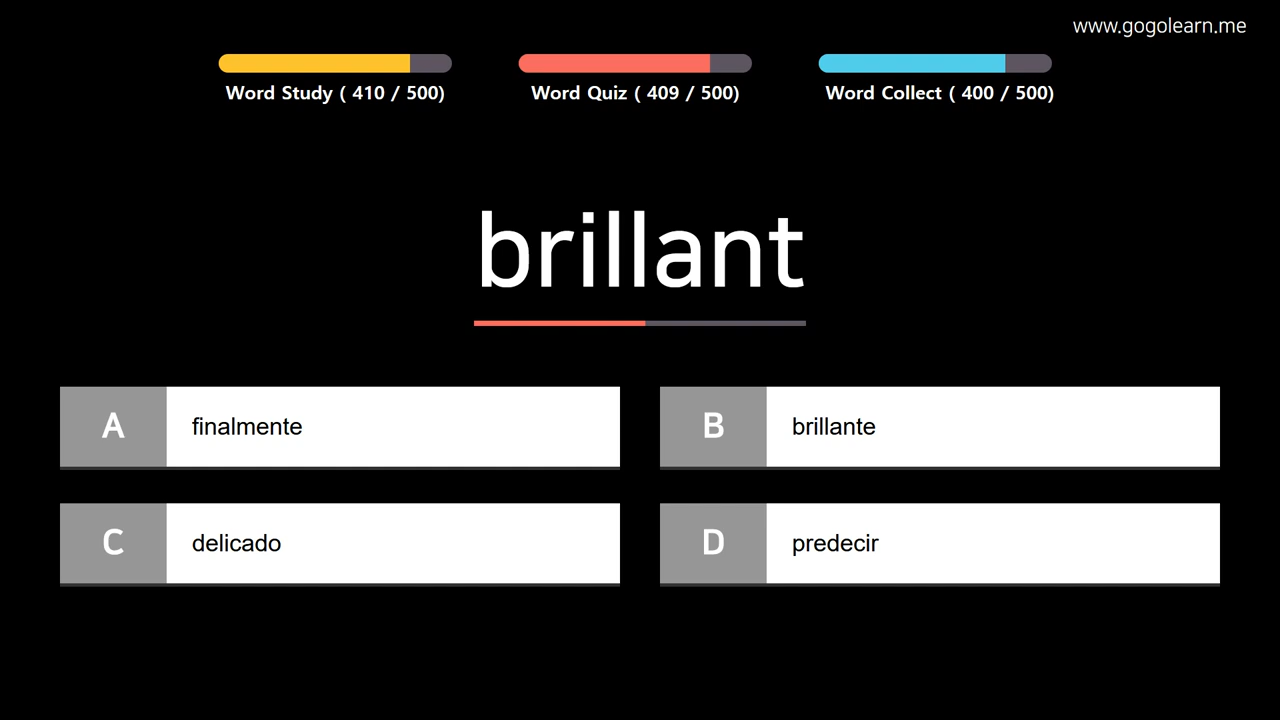 www.gogolearn.me
Word Study ( 410 / 500)
Word Quiz ( 409 / 500)
Word Collect ( 400 / 500)
brillant
A finalmente
B brillante
C delicado
D predecir